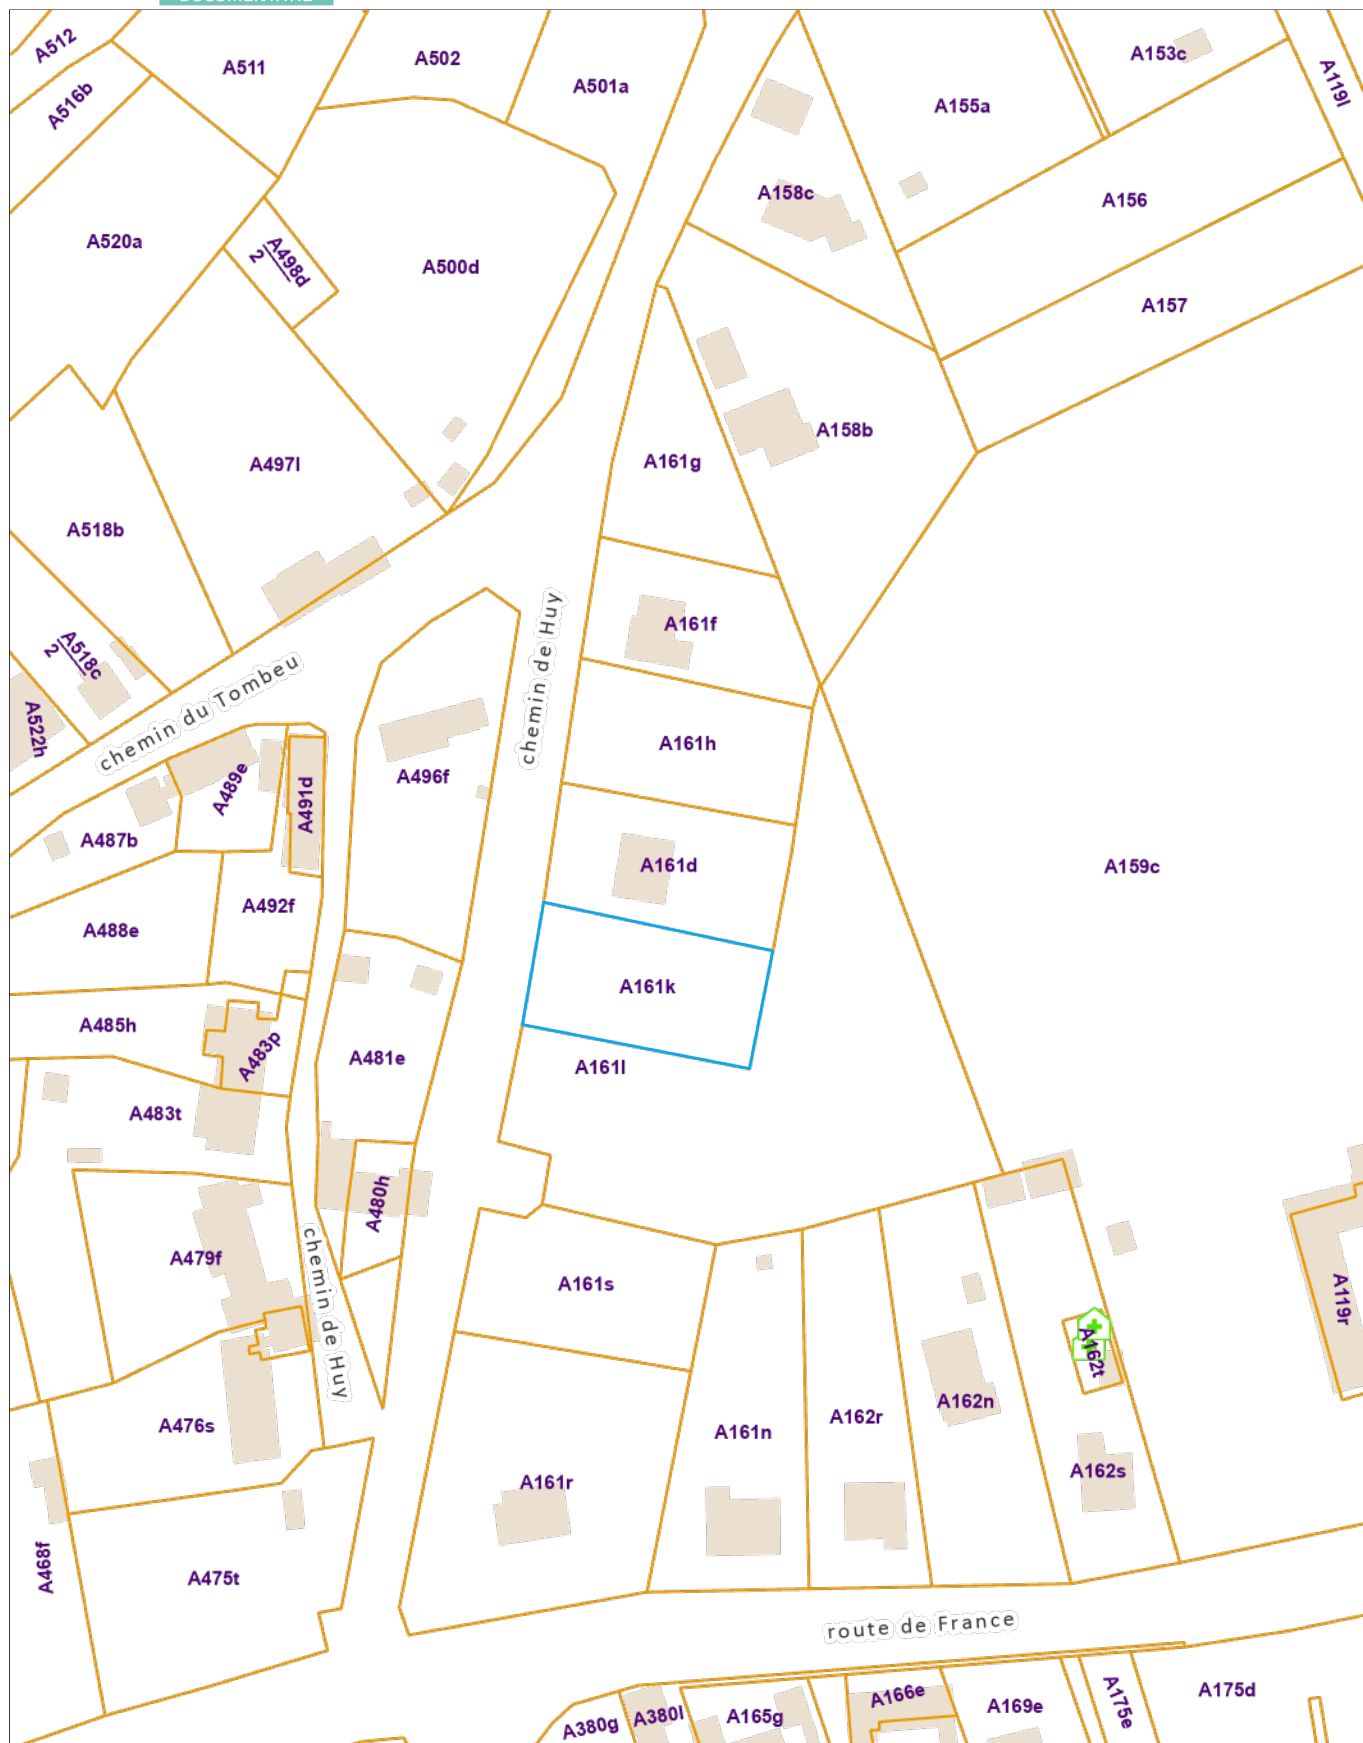 A512
A511
A502
A501a
A153c
A119l
A516b
A155a
A158c
A156
A520a
A498d
2
A500d
A157
A158b
A161g
A497l
A518b
A161f
chemin de Huy
A518c
2
chemin du Tombeu
A522h
A161h
A496f
A489e
A491d
A487b
A161d
A159c
A492f
A488e
A161k
A485h
A483p
A481e
A161l
A483t
A480h
A479f
chemin de Huy
A161s
A119r
A162t
A162n
A162r
A161n
A476s
A162s
A161r
A468f
A475t
route de France
A175d
A175e
A166e
A169e
A380g
A380l
A165g